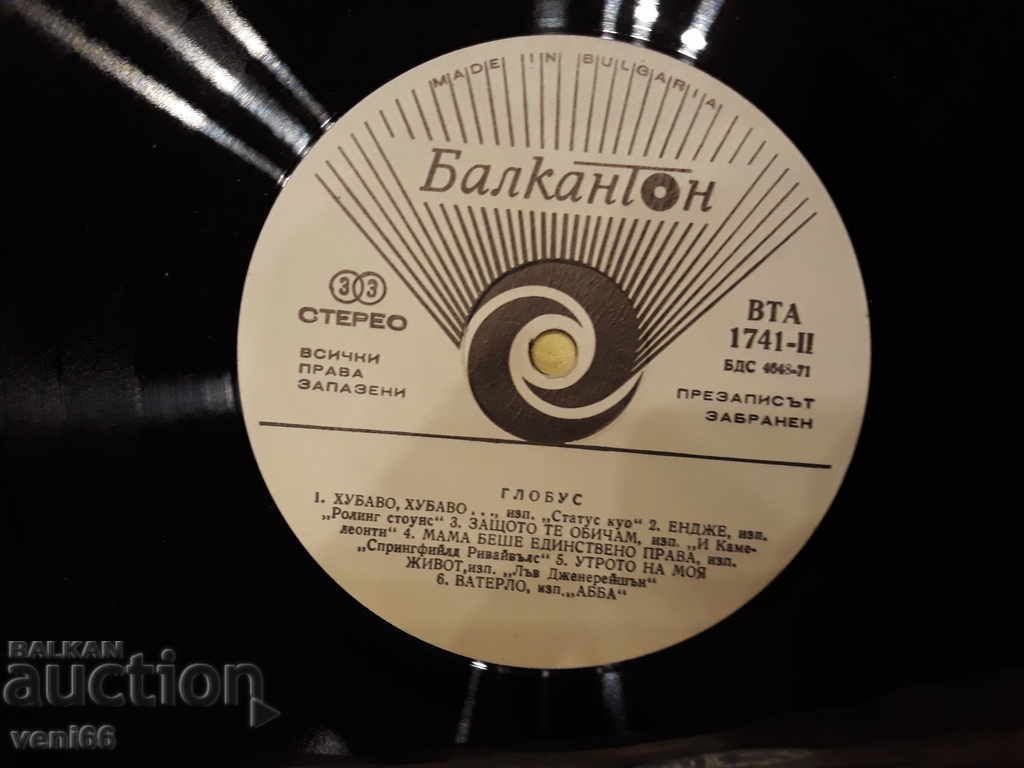 MADE IN BULGARIA
БалканТон
33
СТЕРЕО
ВСИЧКИ
ПРАВА
ЗАПАЗЕНИ
ВТА
1741-II
БДС 4648-71
ПРЕЗАПИСЪТ
ЗАБРАНЕН
ГЛОБУС
1. ХУБАВО, ХУБАВО . . ., изп. „Статус куо“ 2. ЕНДЖЕ, изп.
„Ролинг стоунс“ 3. ЗАЩОТО ТЕ ОБИЧАМ, изп. „И Каме-
леонти“ 4. МАМА БЕШЕ ЕДИНСТВЕНО ПРАВА, изп.
„Спрингфийлд Ривайвълс“ 5. УТРОТО НА МОЯ
ЖИВОТ,изп. „Лъв Дженерейшън“
6. ВАТЕРЛО, изп.„АББА“
BALKAN
auction
veni66